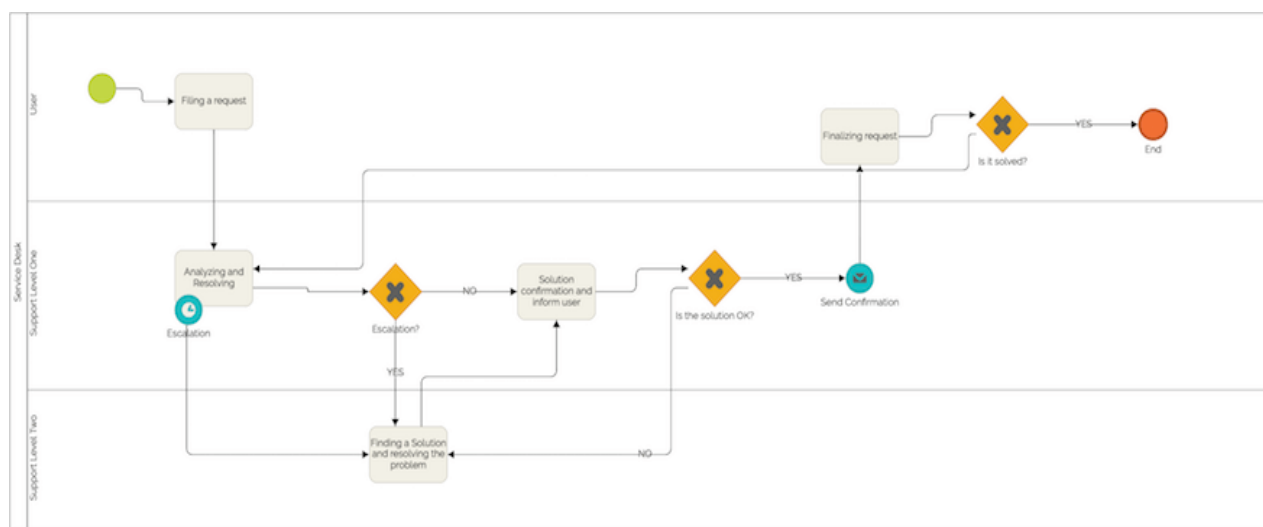 Service Desk
User
Filing a request
Finalizing request
Is it solved?
YES
End
Support Level One
Analyzing and
Resolving
Escalation
Escalation?
NO
YES
Solution
confirmation and
inform user
Is the solution OK?
YES
Send Confirmation
Support Level Two
Finding a Solution
and resolving the
problem
NO